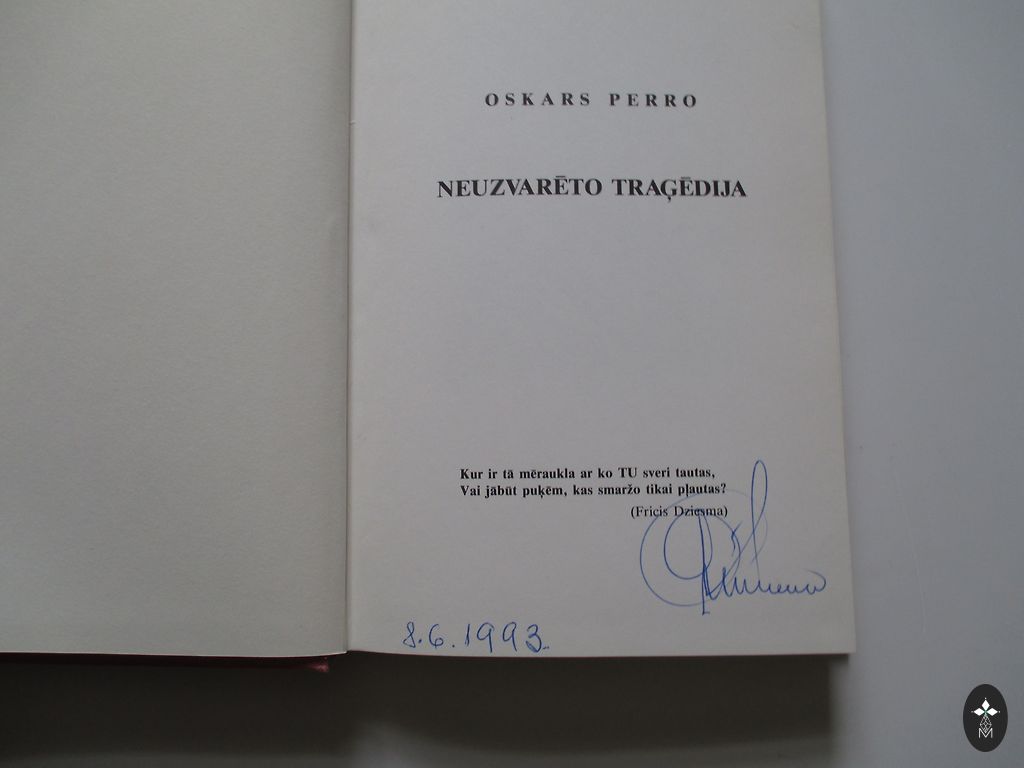 OSKARS PERRO
NEUZVARĒTO TRAĢĒDIJA
Kur ir tā mēraukla ar ko TU sveri tautas,
Vai jābūt puķēm, kas smaržo tikai pļautas?
(Fricis Dziesma)
8.6.1993.